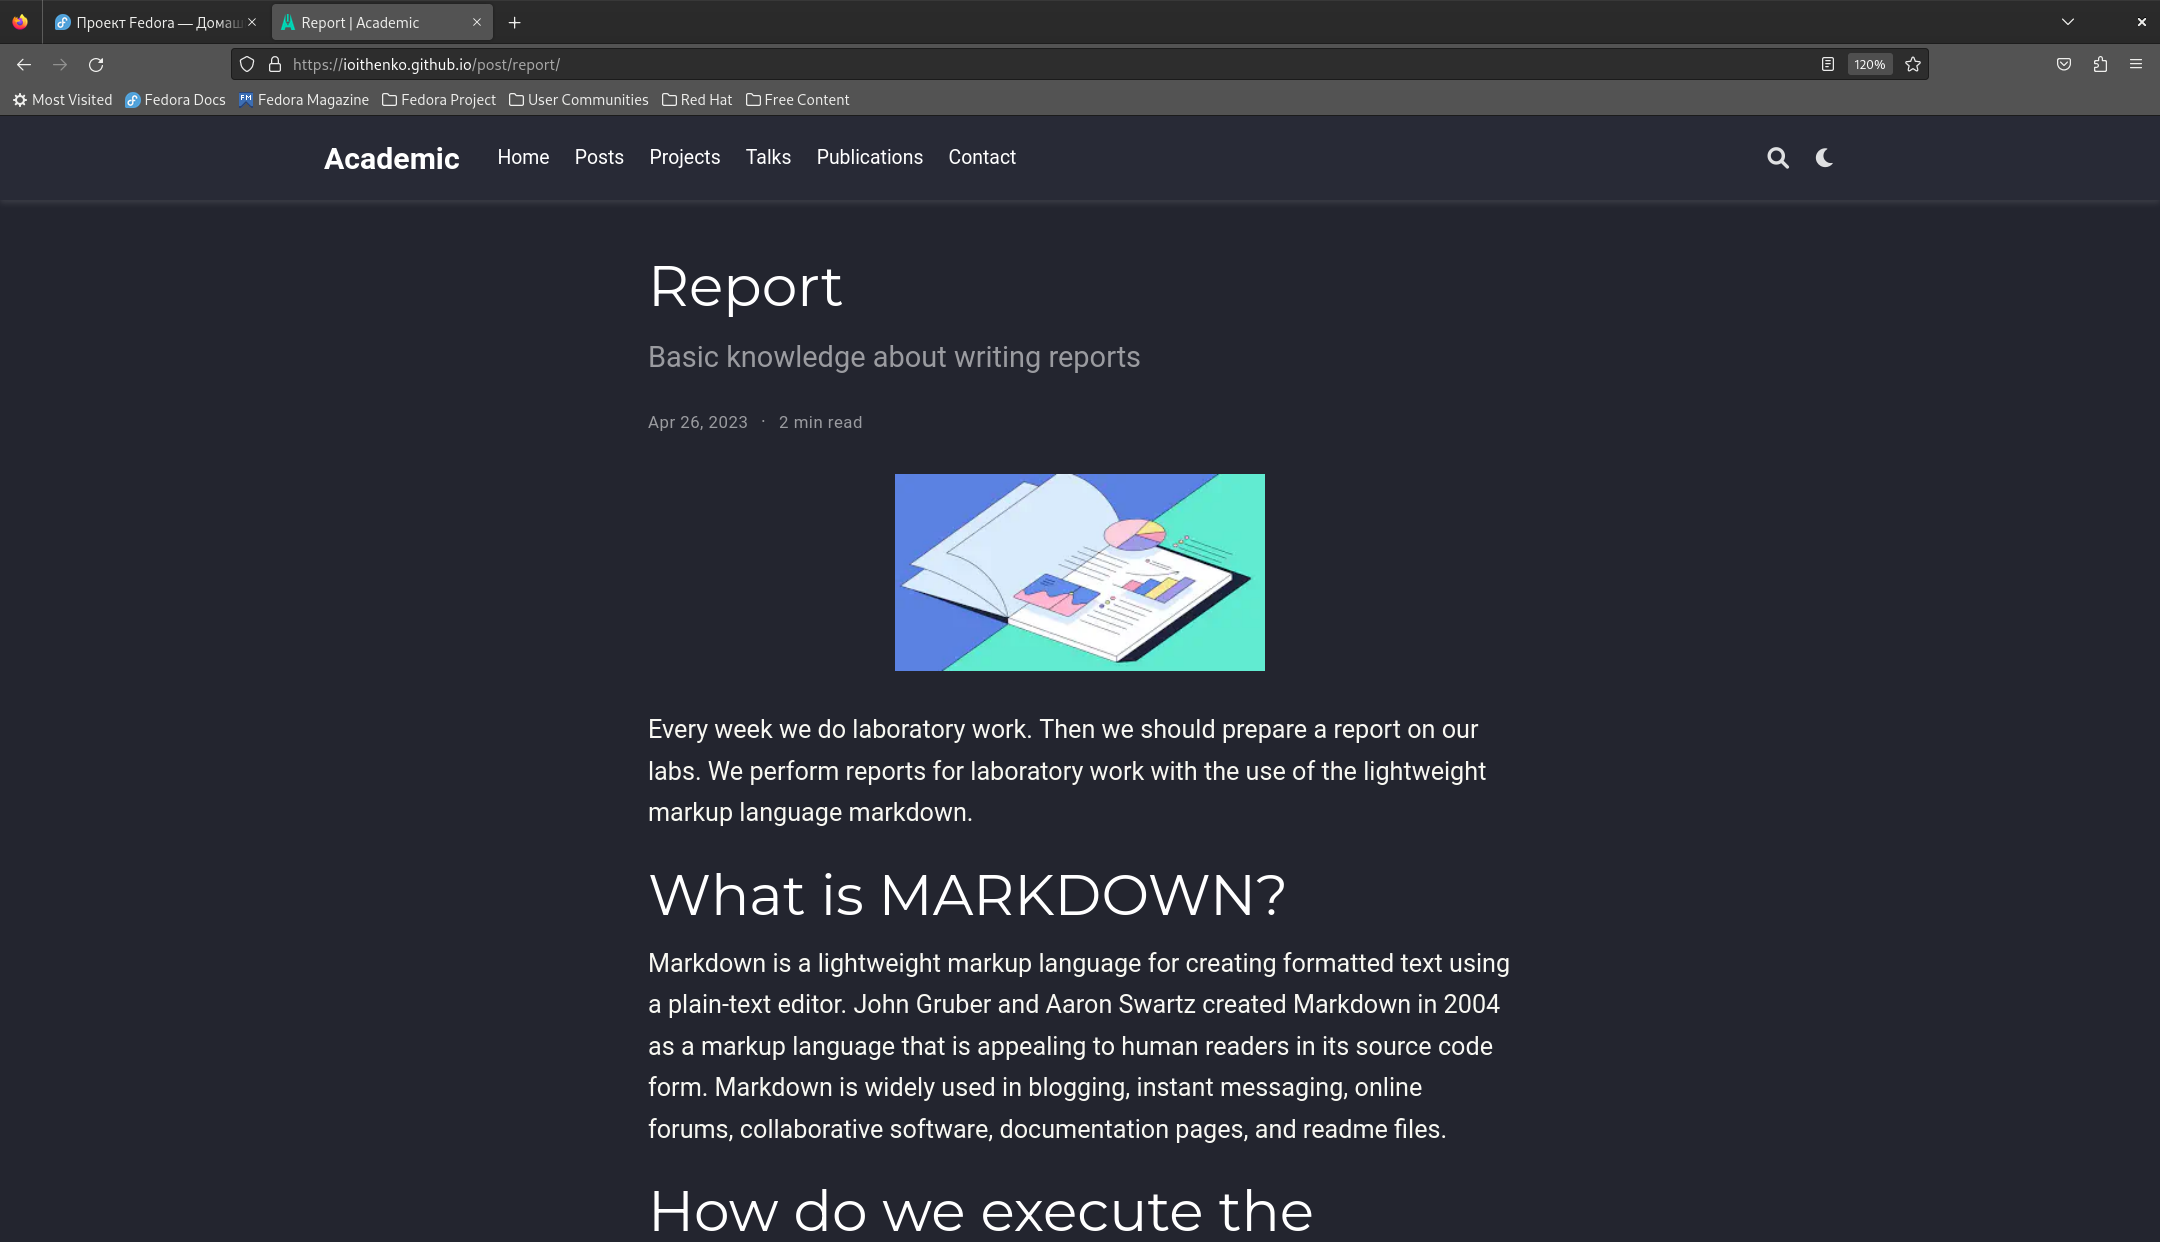 Проект Fedora — Домаш
Report | Academic
https://ioithenko.github.io/post/report/
120%
Most Visited
Fedora Docs
Fedora Magazine
Fedora Project
User Communities
Red Hat
Free Content
Academic
Home
Posts
Projects
Talks
Publications
Contact
Report
Basic knowledge about writing reports
Apr 26, 2023 · 2 min read
Every week we do laboratory work. Then we should prepare a report on our
labs. We perform reports for laboratory work with the use of the lightweight
markup language markdown.
What is MARKDOWN?
Markdown is a lightweight markup language for creating formatted text using
a plain-text editor. John Gruber and Aaron Swartz created Markdown in 2004
as a markup language that is appealing to human readers in its source code
form. Markdown is widely used in blogging, instant messaging, online
forums, collaborative software, documentation pages, and readme files.
How do we execute the